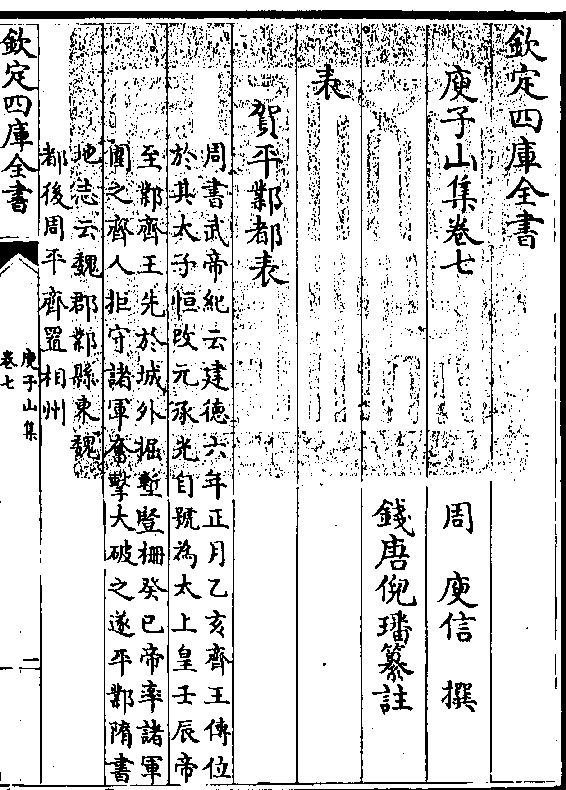 欽定四庫全書
庾子山集卷七
周　庾信　撰
錢唐倪璠纂註
表
賀平鄴都表
周書武帝紀云建德六年正月乙亥齊王傳位
於其太子恒改元承光自號為太上皇壬辰帝
至鄴齊王先於城外掘塹豎柵癸巳帝率諸軍
圍之齊人拒守諸軍奮擊大破之遂平鄴隋書
地志云魏郡鄴縣東魏
都後周平齊置相州
欽定四庫全書
庾子山集
卷七
一